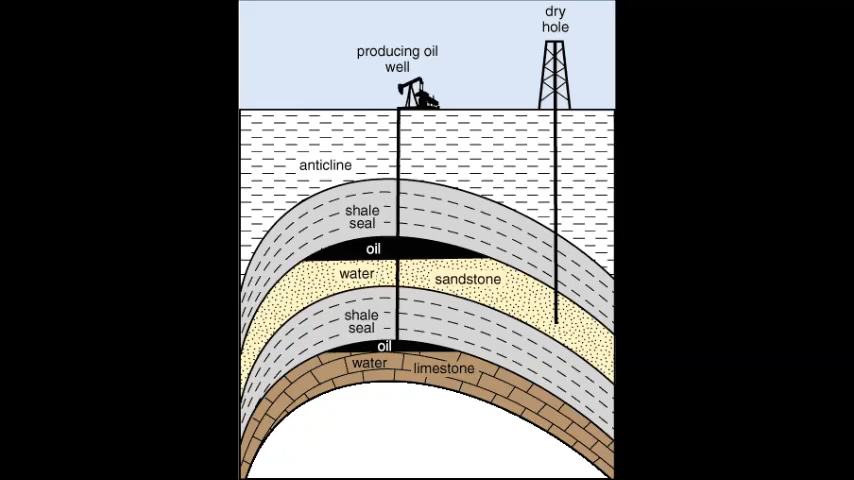 dry
hole
producing oil
well
anticline
shale
seal
oil
water
sandstone
shale
seal
oil
water
limestone